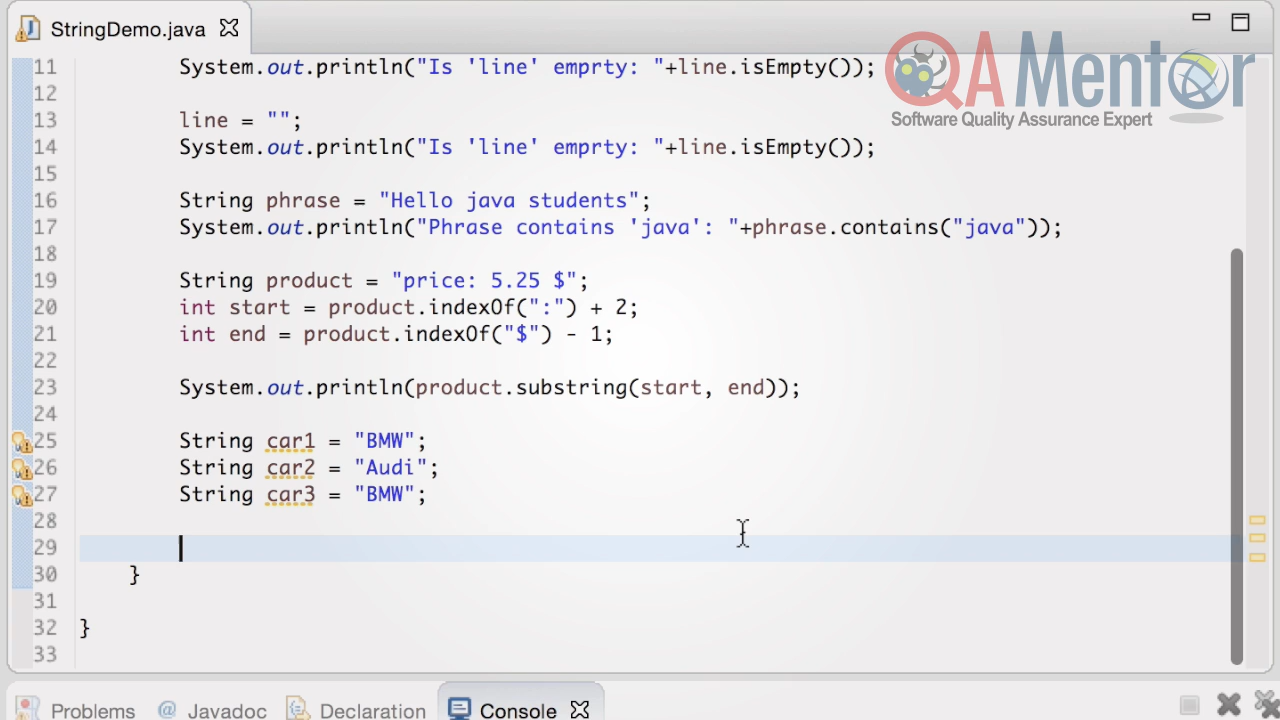 StringDemo.java
QA Mentor
Software Quality Assurance Expert
11 System.out.println("Is 'line' emprty: "+line.isEmpty());
12
13 line = "";
14 System.out.println("Is 'line' emprty: "+line.isEmpty());
15
16 String phrase = "Hello java students";
17 System.out.println("Phrase contains 'java': "+phrase.contains("java"));
18
19 String product = "price: 5.25 $";
20 int start = product.indexOf(":") + 2;
21 int end = product.indexOf("$") - 1;
22
23 System.out.println(product.substring(start, end));
24
25 String car1 = "BMW";
26 String car2 = "Audi";
27 String car3 = "BMW";
28
29
30 }
31
32 }
33
Problems @ Javadoc Declaration Console